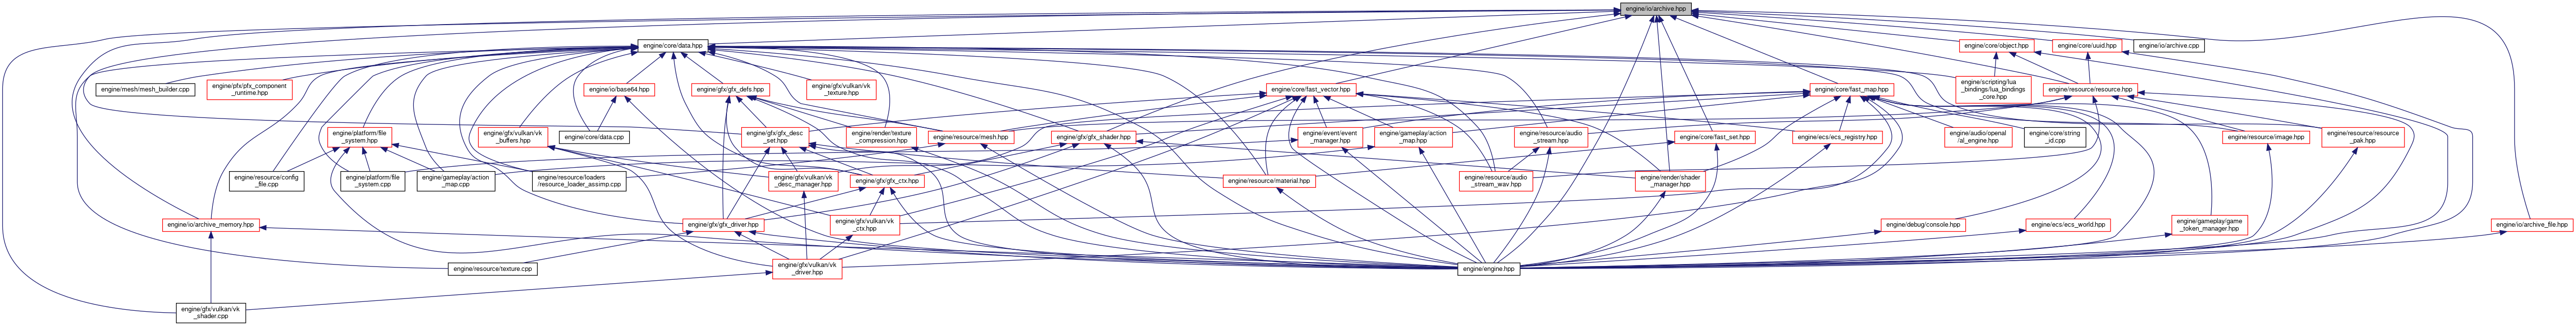 engine/io/archive.hpp
engine/core/data.hpp
engine/core/object.hpp
engine/core/uuid.hpp
engine/io/archive.cpp
engine/mesh/mesh_builder.cpp
engine/pfx/pfx_component
_runtime.hpp
engine/io/base64.hpp
engine/gfx/gfx_defs.hpp
engine/gfx/vulkan/vk
_texture.hpp
engine/core/fast_vector.hpp
engine/core/fast_map.hpp
engine/scripting/lua
_bindings/lua_bindings
_core.hpp
engine/resource/resource.hpp
engine/platform/file
_system.hpp
engine/gfx/vulkan/vk
_buffers.hpp
engine/core/data.cpp
engine/gfx/gfx_desc
_set.hpp
engine/render/texture
_compression.hpp
engine/resource/mesh.hpp
engine/gfx/gfx_shader.hpp
engine/event/event
_manager.hpp
engine/gameplay/action
_map.hpp
engine/resource/audio
_stream.hpp
engine/core/fast_set.hpp
engine/ecs/ecs_registry.hpp
engine/audio/openal
/al_engine.hpp
engine/core/string
_id.cpp
engine/resource/image.hpp
engine/resource/resource
_pak.hpp
engine/resource/config
_file.cpp
engine/platform/file
_system.cpp
engine/gameplay/action
_map.cpp
engine/resource/loaders
/resource_loader_assimp.cpp
engine/gfx/vulkan/vk
_desc_manager.hpp
engine/gfx/gfx_ctx.hpp
engine/resource/material.hpp
engine/resource/audio
_stream_wav.hpp
engine/render/shader
_manager.hpp
engine/io/archive_memory.hpp
engine/gfx/gfx_driver.hpp
engine/gfx/vulkan/vk
_ctx.hpp
engine/debug/console.hpp
engine/ecs/ecs_world.hpp
engine/gameplay/game
_token_manager.hpp
engine/io/archive_file.hpp
engine/resource/texture.cpp
engine/gfx/vulkan/vk
_driver.hpp
engine/engine.hpp
engine/gfx/vulkan/vk
_shader.cpp